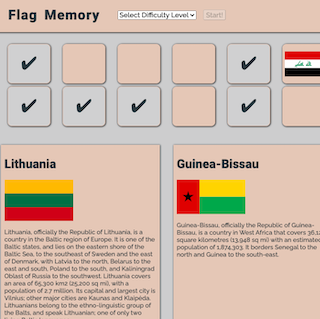 Flag Memory
Select Difficulty Level
Start!
Lithuania
Lithuania, officially the Republic of Lithuania, is a
country in the Baltic region of Europe. It is one of the
Baltic states, and lies on the eastern shore of the
Baltic Sea, to the southeast of Sweden and the east
of Denmark, with Latvia to the north, Belarus to the
east and south, Poland to the south, and Kaliningrad
Oblast of Russia to the southwest. Lithuania covers
an area of 65,300 km2 (25,200 sq mi), with a
population of 2.7 million. Its capital and largest city is
Vilnius; other major cities are Kaunas and Klaipėda.
Lithuanians belong to the ethno-linguistic group of
the Balts, and speak Lithuanian, one of only two
Guinea-Bissau
Guinea-Bissau, officially the Republic of Guinea-
Bissau, is a country in West Africa that covers 36,12
square kilometres (13,948 sq mi) with an estimated
population of 1,874,303. It borders Senegal to the
north and Guinea to the south-east.